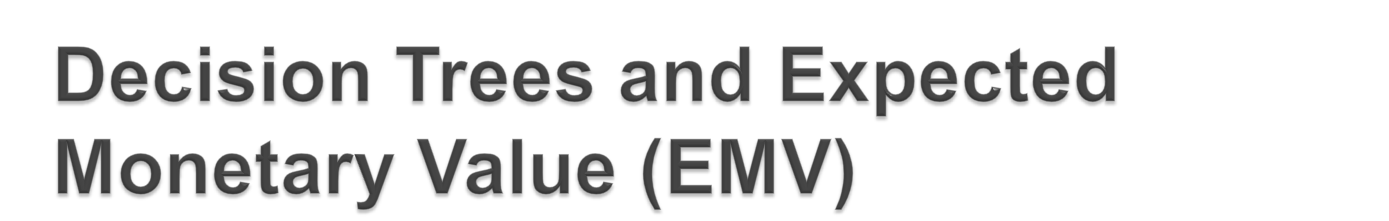 Decision Trees and Expected
Monetary Value (EMV)